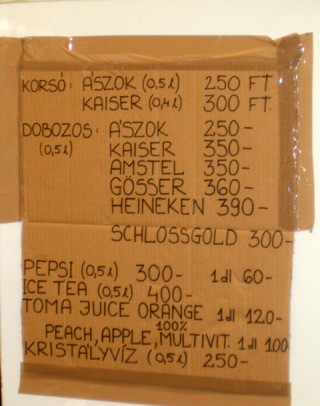 KORSÓ: ÁSZOK (0,5 l) 250 FT.
KAISER (0,4 l) 300 FT.
DOBOZOS: ÁSZOK 250-
(0,5 l) KAISER 350-
AMSTEL 350-
GÖSSER 360-
HEINEKEN 390-
SCHLOSSGOLD 300-
PEPSI (0,5 l) 300- 1 dl 60-
ICE TEA (0,5 l) 400-
TOMA JUICE ORANGE 1 dl 120-
100%
PEACH, APPLE, MULTIVIT. 1 dl 100
KRISTÁLYVÍZ (0,5 l) 250-